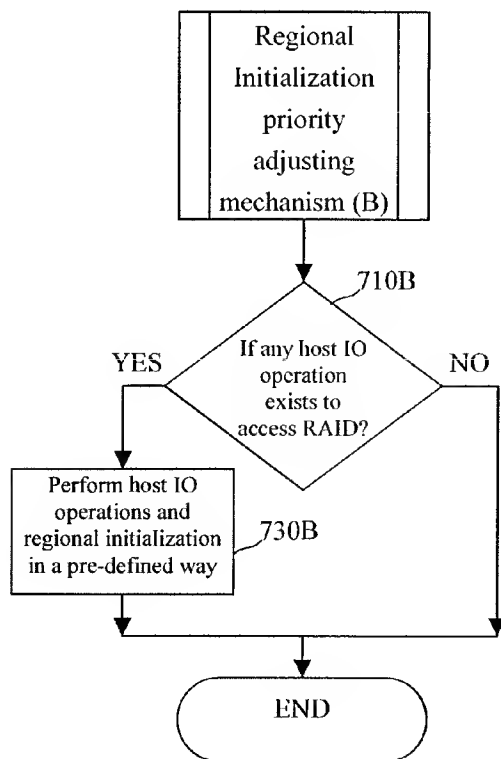 Regional
Initialization
priority
adjusting
mechanism (B)
710B
YES
If any host IO
operation
exists to
access RAID?
NO
Perform host IO
operations and
regional initialization
in a pre-defined way
730B
END